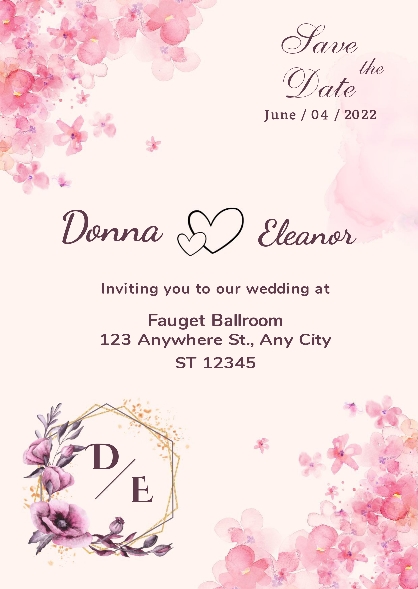 Save
the
Date
June / 04 / 2022
Donna Eleanor
Inviting you to our wedding at
Fauget Ballroom
123 Anywhere St., Any City
ST 12345
D/E